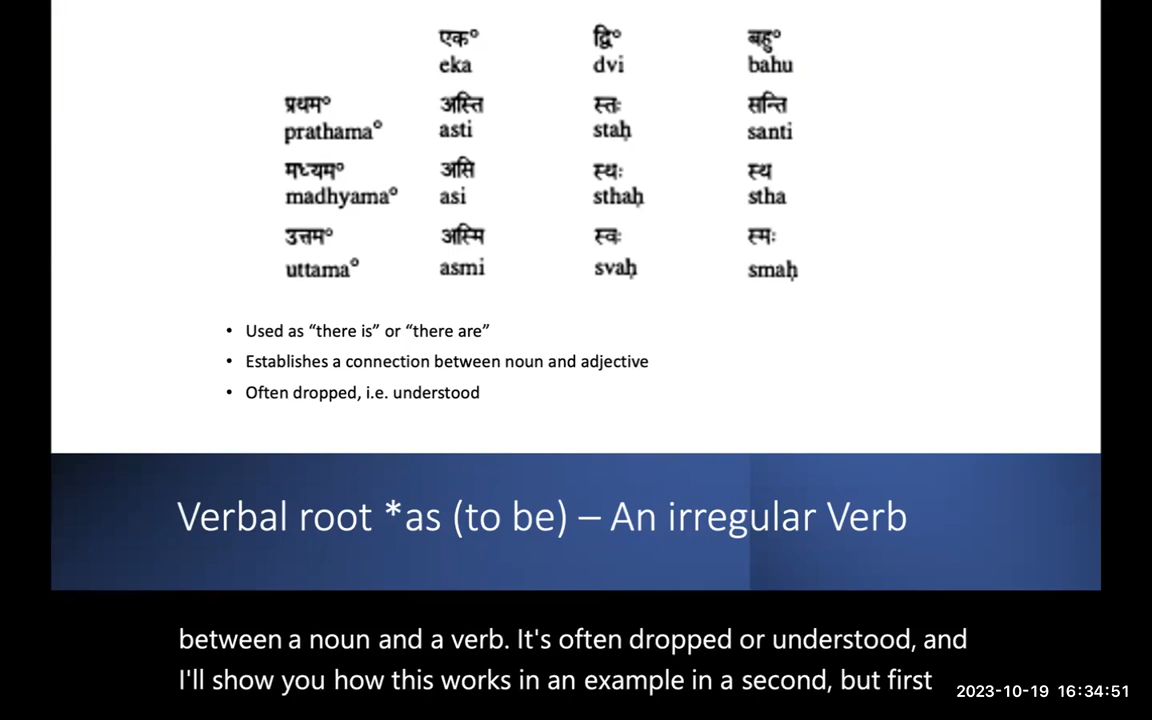 एक° द्वि° बहु°
eka dvi bahu
प्रथम° अस्ति स्तः सन्ति
prathama° asti staḥ santi
मध्यम° असि स्थः स्थ
madhyama° asi sthaḥ stha
उत्तम° अस्मि स्वः स्मः
uttama° asmi svaḥ smaḥ
• Used as “there is” or “there are”
• Establishes a connection between noun and adjective
• Often dropped, i.e. understood
Verbal root *as (to be) – An irregular Verb
between a noun and a verb. It's often dropped or understood, and
I'll show you how this works in an example in a second, but first
2023-10-19 16:34:51